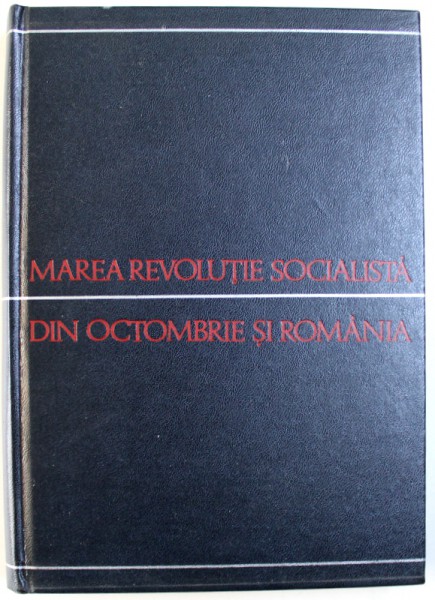 MAREA REVOLUȚIE SOCIALISTĂ
DIN OCTOMBRIE ȘI ROMÂNIA